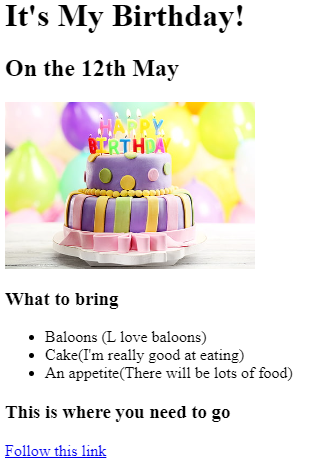 It's My Birthday!
On the 12th May
HAPPY
BIRTHDAY
What to bring
Baloons (L love baloons)
Cake(I'm really good at eating)
An appetite(There will be lots of food)
This is where you need to go
Follow this link